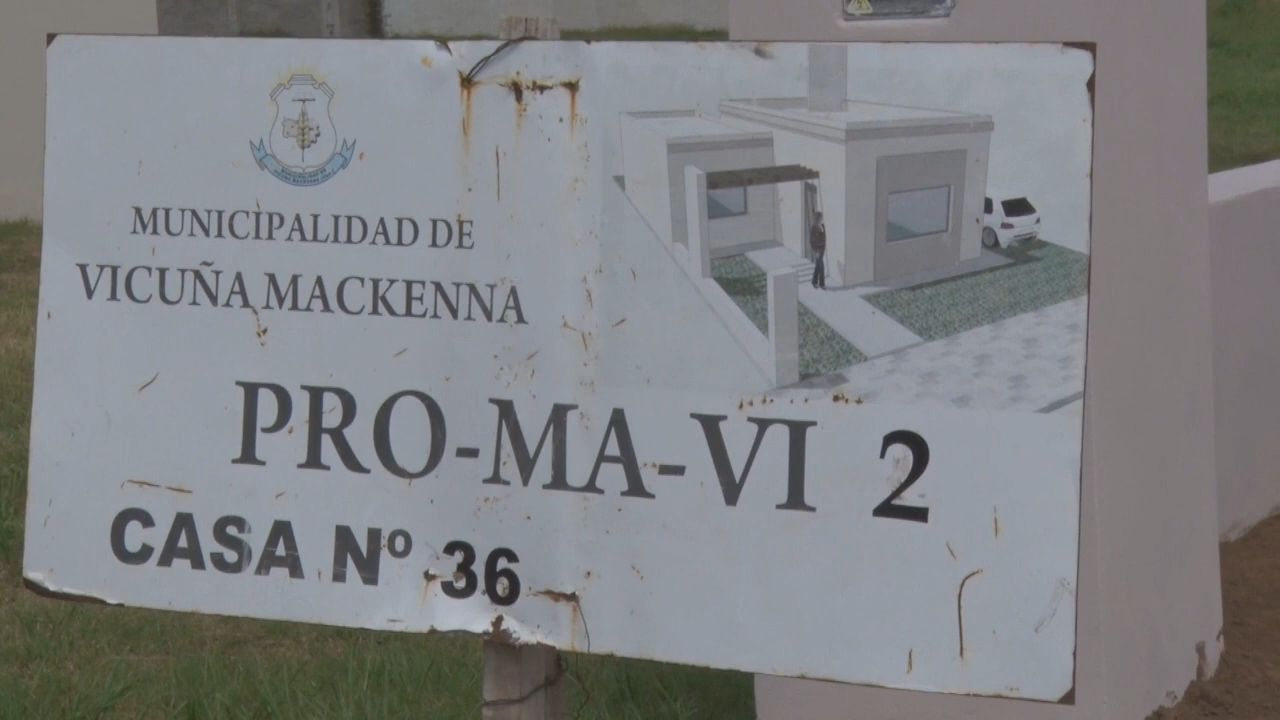 MUNICIPALIDAD DE
VICUÑA MACKENNA
PRO-MA-VI 2
CASA Nº 36